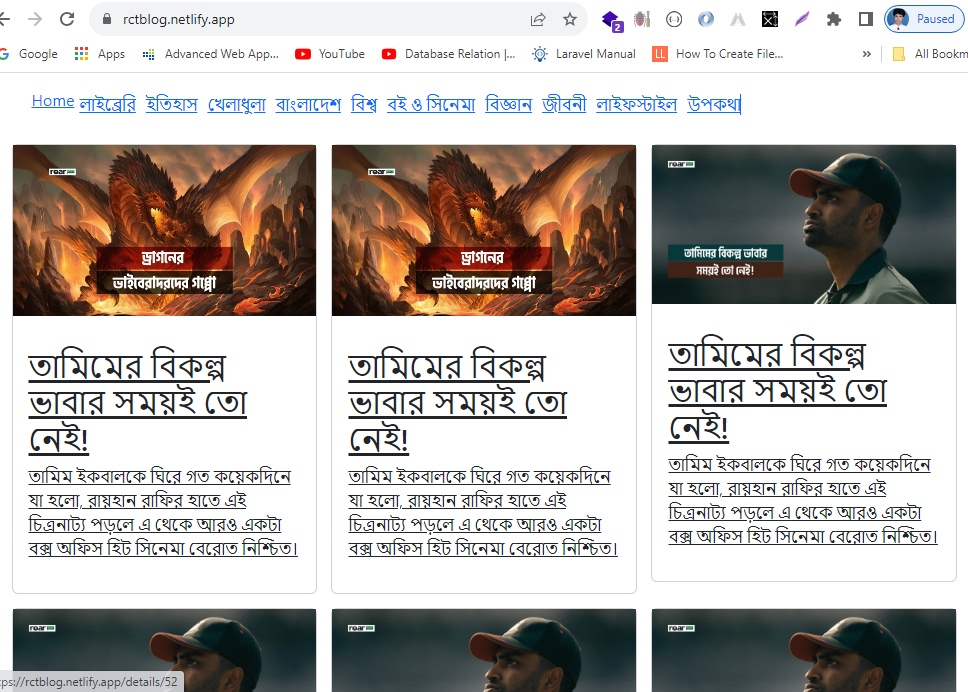 rctblog.netlify.app
2
Paused
Google Apps Advanced Web App... YouTube Database Relation |... Laravel Manual LL How To Create File... » All Bookm
Home লাইব্রেরি ইতিহাস খেলাধুলা বাংলাদেশ বিশ্ব বই ও সিনেমা বিজ্ঞান জীবনী লাইফস্টাইল উপকথা
roar
ড্রাগনের
ভাইবেরাদরদের গাপ্পো
তামিমের বিকল্প
ভাবার সময়ই তো
নেই!
তামিম ইকবালকে ঘিরে গত কয়েকদিনে
যা হলো, রায়হান রাফির হাতে এই
চিত্রনাট্য পড়লে এ থেকে আরও একটা
বক্স অফিস হিট সিনেমা বেরোত নিশ্চিত।
roar
ড্রাগনের
ভাইবেরাদরদের গাপ্পো
তামিমের বিকল্প
ভাবার সময়ই তো
নেই!
তামিম ইকবালকে ঘিরে গত কয়েকদিনে
যা হলো, রায়হান রাফির হাতে এই
চিত্রনাট্য পড়লে এ থেকে আরও একটা
বক্স অফিস হিট সিনেমা বেরোত নিশ্চিত।
roar
তামিমের বিকল্প ভাবার
সময়ই তো নেই!
তামিমের বিকল্প
ভাবার সময়ই তো
নেই!
তামিম ইকবালকে ঘিরে গত কয়েকদিনে
যা হলো, রায়হান রাফির হাতে এই
চিত্রনাট্য পড়লে এ থেকে আরও একটা
বক্স অফিস হিট সিনেমা বেরোত নিশ্চিত।
roar
roar
roar
tps://rctblog.netlify.app/details/52